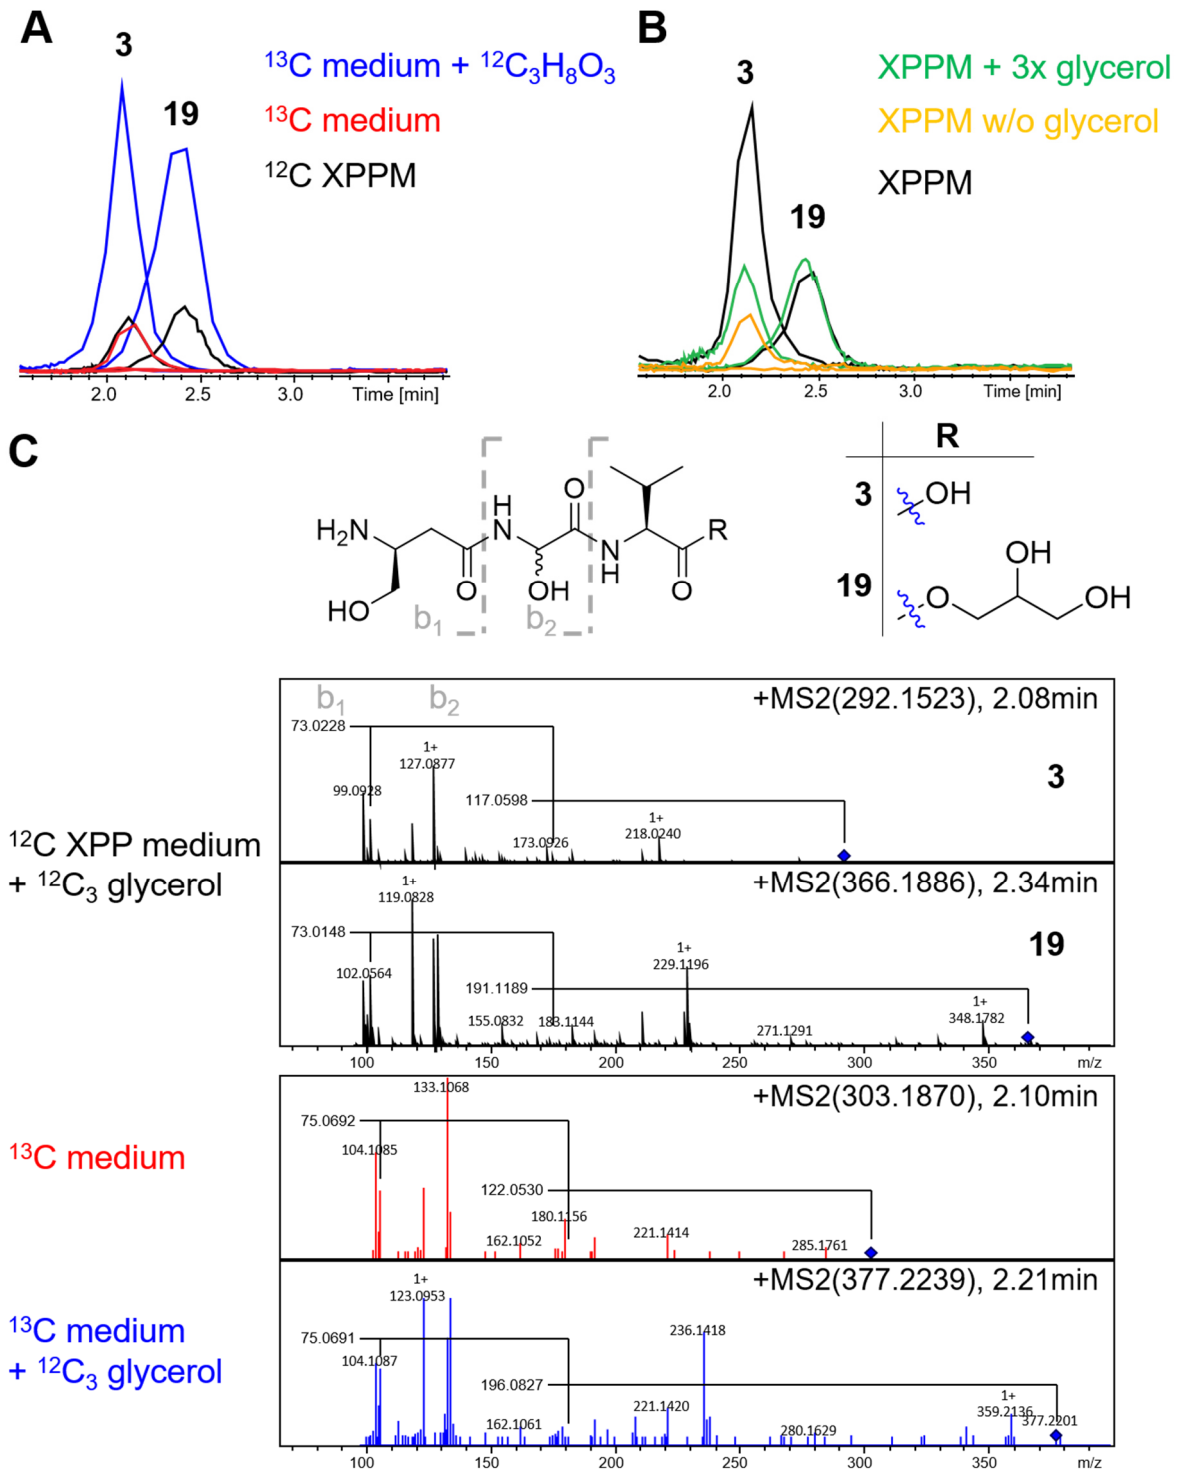 A
3
19
¹³C medium + ¹²C₃H₈O₃
¹³C medium
¹²C XPPM
2.0 2.5 3.0 Time [min]
B
3
19
XPPM + 3x glycerol
XPPM w/o glycerol
XPPM
2.0 2.5 3.0 Time [min]
C
H₂N
HO
O
H
N
OH
O
N
H
O
R
b₁
b₂
R
3
OH
19
O
OH
OH
¹²C XPP medium
+ ¹²C₃ glycerol
b₁ b₂
+MS2(292.1523), 2.08min
3
73.0228
1+
127.0877
99.0928
117.0598
1+
218.0240
173.0926
+MS2(366.1886), 2.34min
19
1+
119.0828
73.0148
102.0564
1+
229.1196
191.1189
1+
348.1782
155.0832
183.1144
271.1291
100 150 200 250 300 350 m/z
¹³C medium
+MS2(303.1870), 2.10min
133.1068
75.0692
104.1085
122.0530
180.1156
162.1052
221.1414
285.1761
¹³C medium
+ ¹²C₃ glycerol
+MS2(377.2239), 2.21min
1+
123.0953
75.0691
104.1087
236.1418
196.0827
1+
359.2136
377.2201
221.1420
162.1061
280.1629
100 150 200 250 300 350 m/z